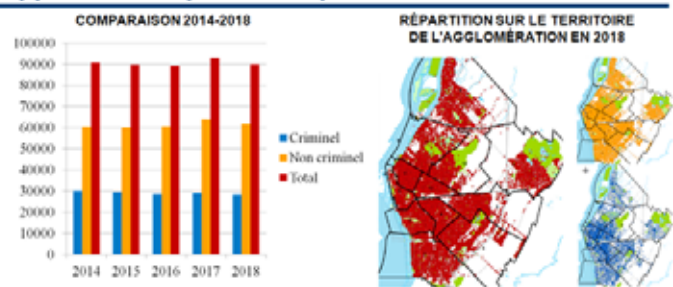 COMPARAISON 2014-2018
100000
90000
80000
70000
60000
50000
40000
30000
20000
10000
0
2014 2015 2016 2017 2018
Criminel
Non criminel
Total
RÉPARTITION SUR LE TERRITOIRE
DE L'AGGLOMÉRATION EN 2018
+